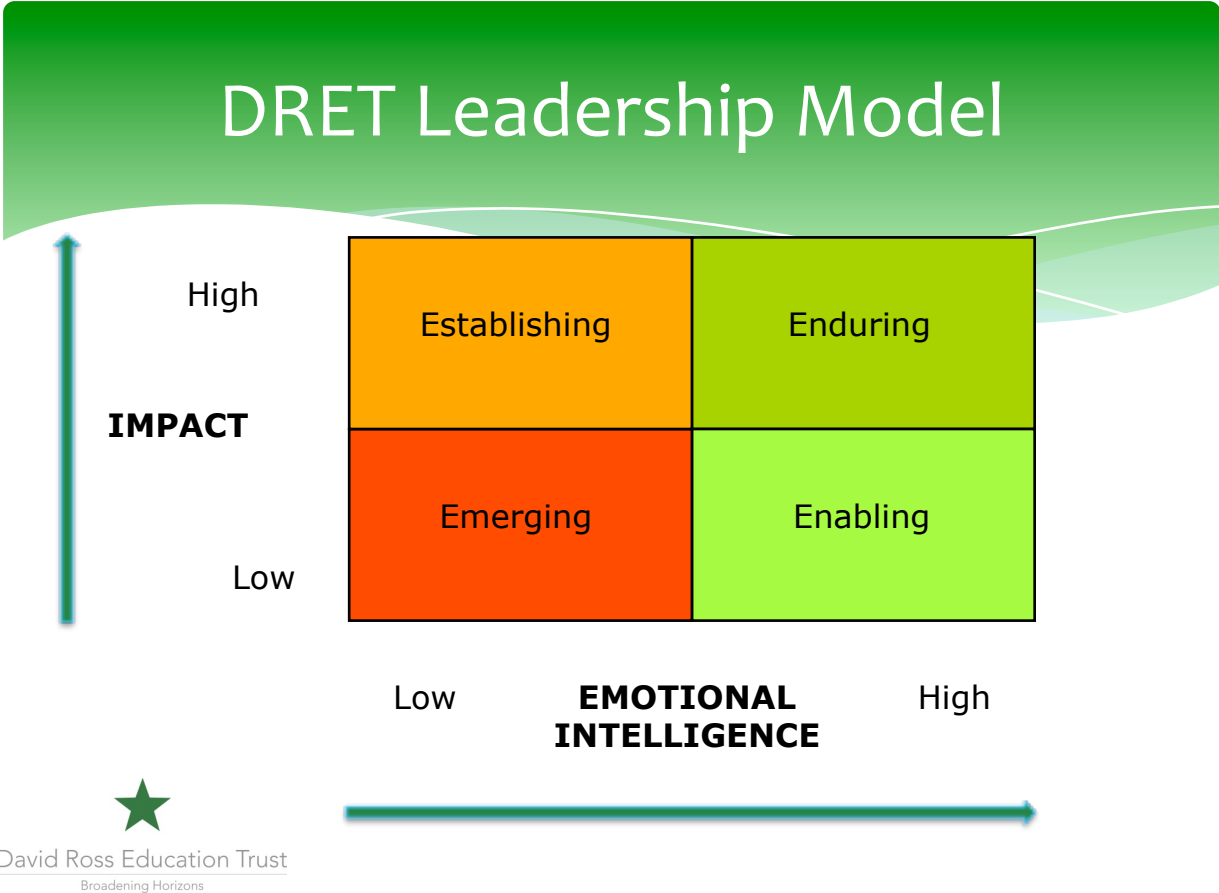 DRET Leadership Model
High
Establishing
Enduring
IMPACT
Emerging
Enabling
Low
Low
EMOTIONAL
INTELLIGENCE
High
David Ross Education Trust
Broadening Horizons